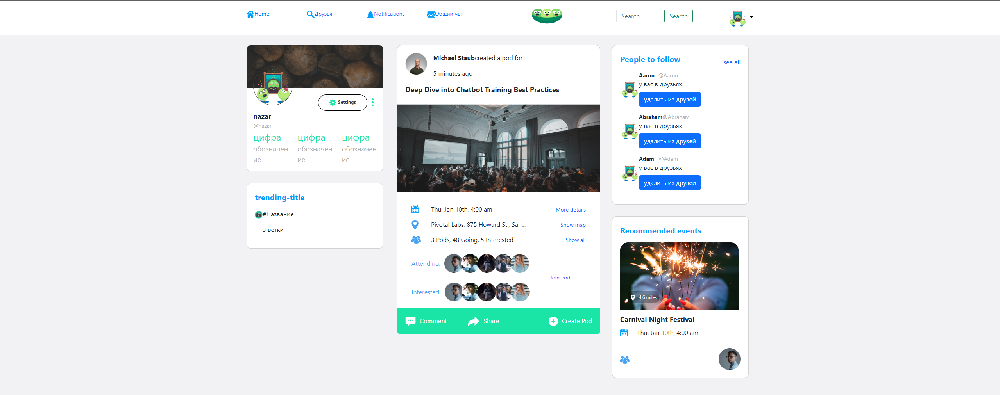 Home
Друзья
Notifications
Общий чат
Search
Search
Settings
nazar
@nazar
цифра
обозначен
ие
цифра
обозначен
ие
цифра
обозначен
ие
trending-title
#Название
3 ветки
Michael Staubcreated a pod for
5 minutes ago
Deep Dive into Chatbot Training Best Practices
Thu, Jan 10th, 4:00 am
More details
Pivotal Labs, 875 Howard St., San...
Show map
3 Pods, 48 Going, 5 Interested
Show all
Attending:
Join Pod
Interested:
Comment
Share
Create Pod
People to follow
see all
Aaron @Aaron
у вас в друзьях
удалить из друзей
Abraham@Abraham
у вас в друзьях
удалить из друзей
Adam @Adam
у вас в друзьях
удалить из друзей
Recommended events
4.6 miles
Carnival Night Festival
Thu, Jan 10th, 4:00 am